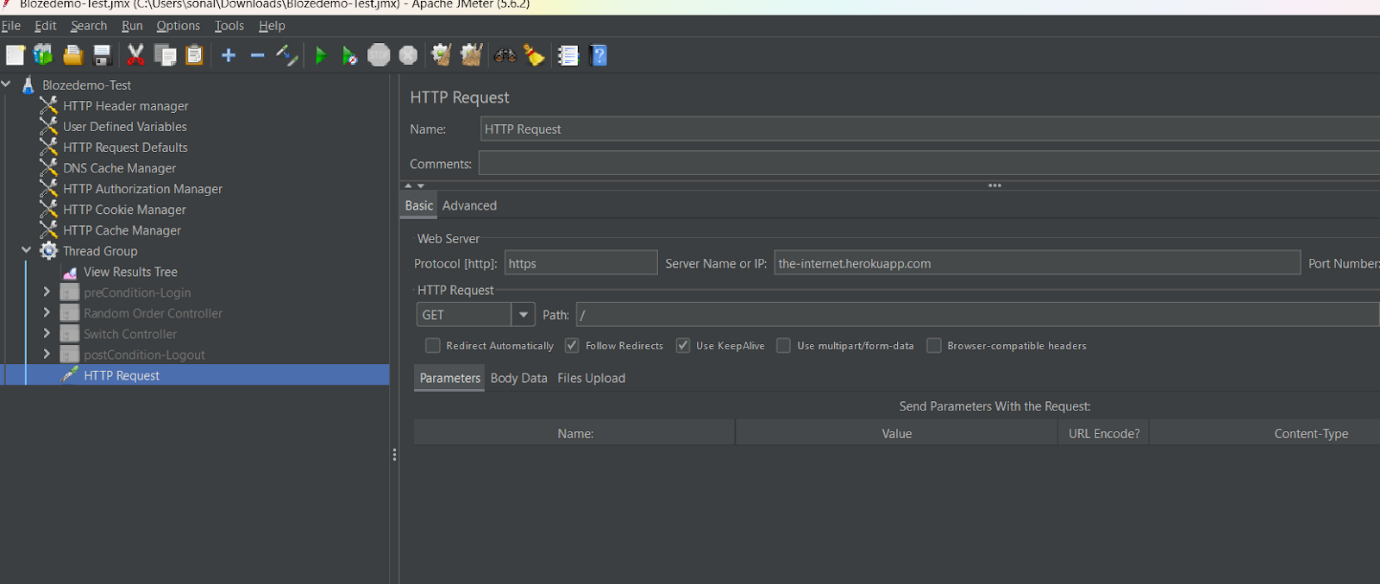 Blozedemo-Test.jmx (C:\Users\sonal\Downloads\Blozedemo-Test.jmx) - Apache JMeter (5.6.2)
File Edit Search Run Options Tools Help
Blozedemo-Test
HTTP Header manager
User Defined Variables
HTTP Request Defaults
DNS Cache Manager
HTTP Authorization Manager
HTTP Cookie Manager
HTTP Cache Manager
Thread Group
View Results Tree
preCondition-Login
Random Order Controller
Switch Controller
postCondition-Logout
HTTP Request
HTTP Request
Name: HTTP Request
Comments:
Basic Advanced
Web Server
Protocol [http]: https Server Name or IP: the-internet.herokuapp.com Port Number:
HTTP Request
GET Path: /
Redirect Automatically Follow Redirects Use KeepAlive Use multipart/form-data Browser-compatible headers
Parameters Body Data Files Upload
Send Parameters With the Request:
Name: Value URL Encode? Content-Type